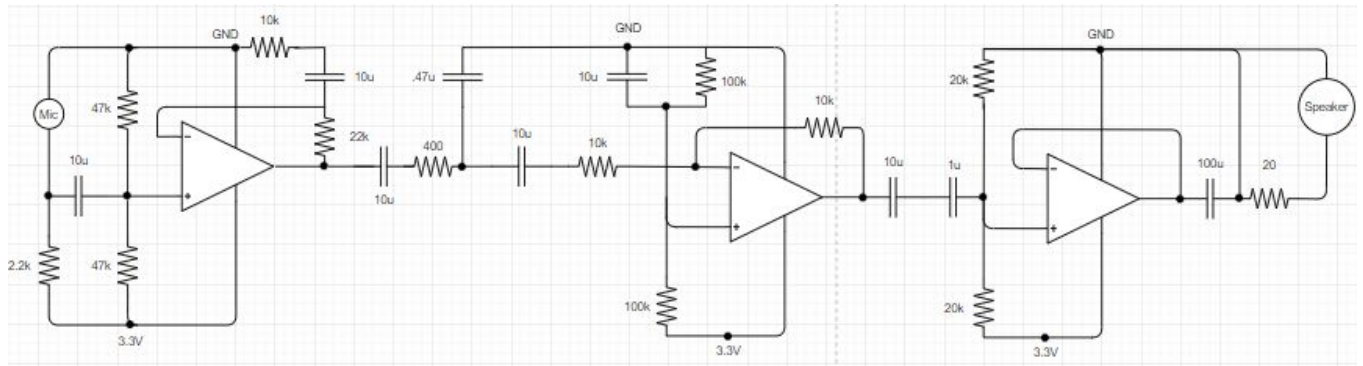 10k
GND
10u
47k
Mic
22k
10u
10u
2.2k
47k
3.3V
GND
.47u
10u
100k
10k
400
10u
10k
100k
3.3V
10u
1u
GND
20k
Speaker
100u
20
20k
3.3V